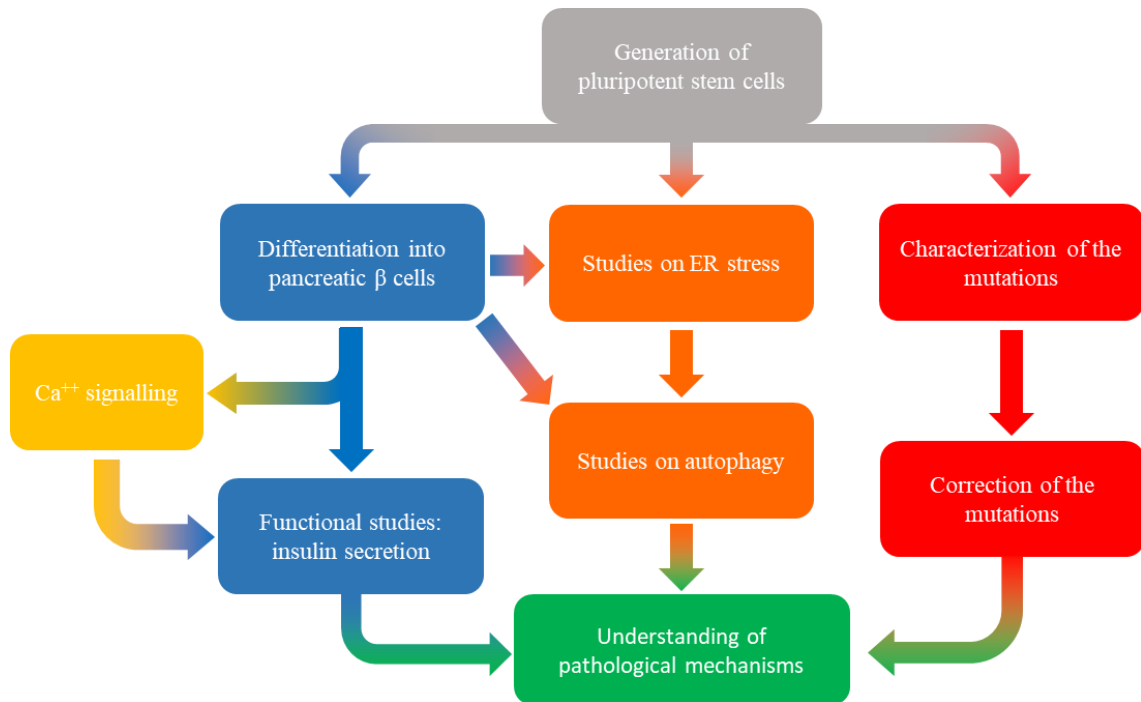 Generation of
pluripotent stem cells
Differentiation into
pancreatic β cells
Studies on ER stress
Characterization of the
mutations
Ca⁺⁺ signalling
Studies on autophagy
Correction of the
mutations
Functional studies:
insulin secretion
Understanding of
pathological mechanisms